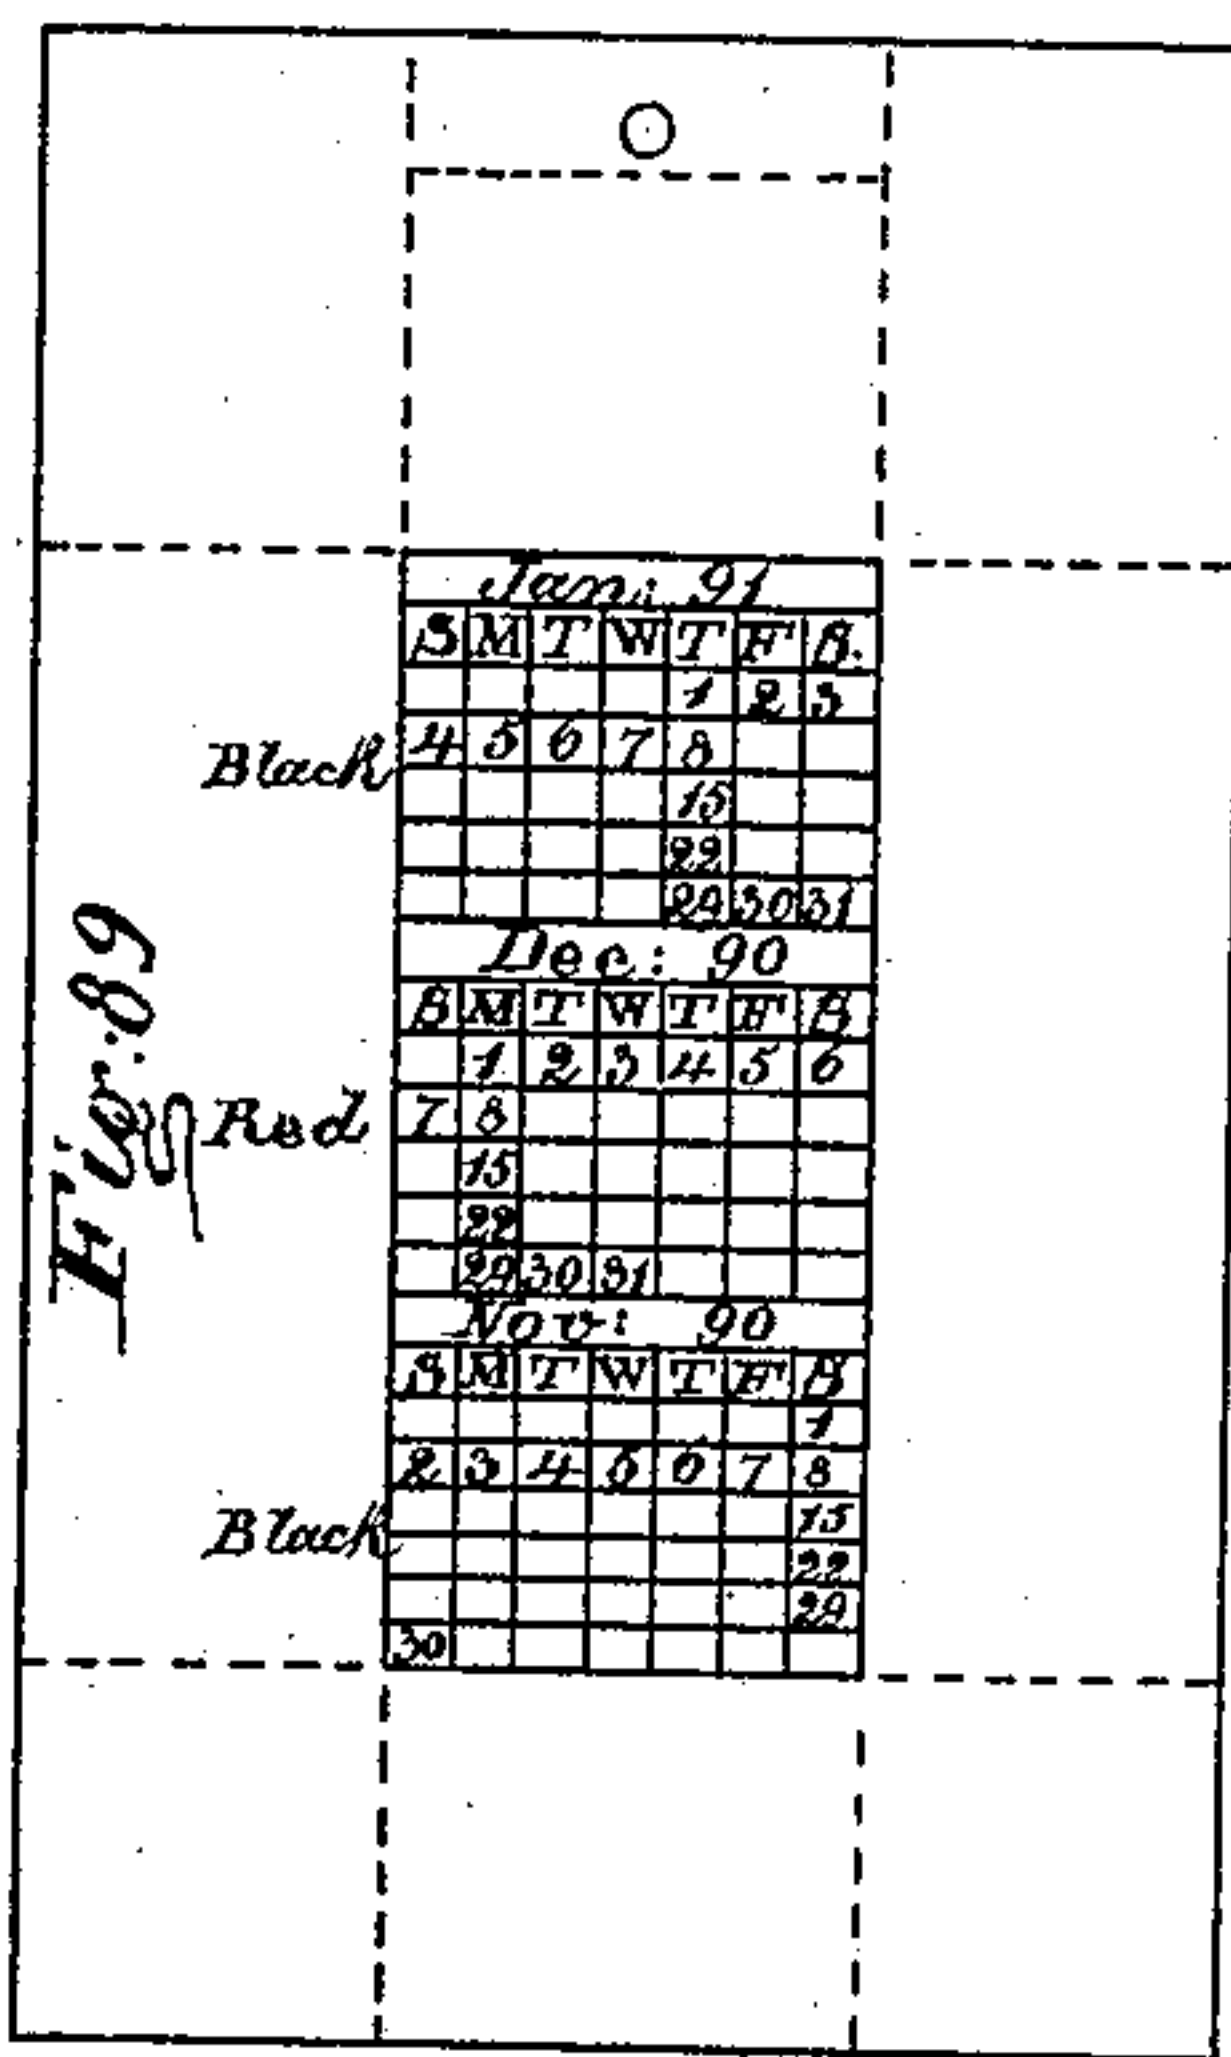 Jan: 91
S M T W T F S.
1 2 3
Black 4 5 6 7 8
15
22
29 30 31
Dec: 90
S M T W T F S
1 2 3 4 5 6
Red 7 8
15
22
29 30 31
Nov: 90
S M T W T F S
1
2 3 4 5 6 7 8
Black 15
22
29
30
Fig: 89